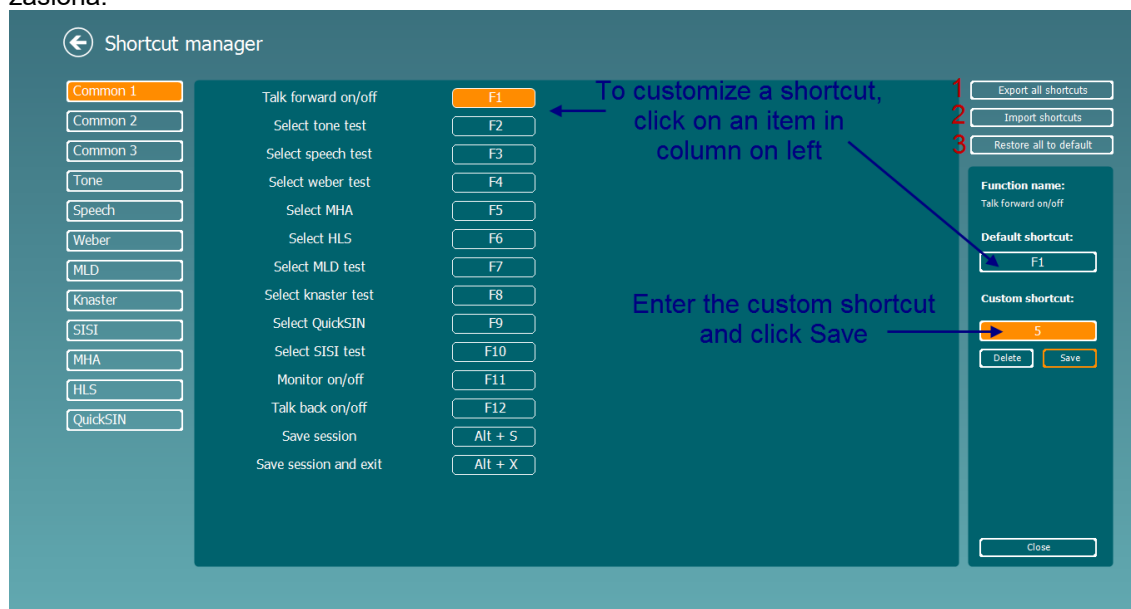 zasłona.
Shortcut manager
Common 1
Common 2
Common 3
Tone
Speech
Weber
MLD
Knaster
SISI
MHA
HLS
QuickSIN
Talk forward on/off F1
Select tone test F2
Select speech test F3
Select weber test F4
Select MHA F5
Select HLS F6
Select MLD test F7
Select knaster test F8
Select QuickSIN F9
Select SISI test F10
Monitor on/off F11
Talk back on/off F12
Save session Alt + S
Save session and exit Alt + X
To customize a shortcut,
click on an item in
column on left
Enter the custom shortcut
and click Save
1 Export all shortcuts
2 Import shortcuts
3 Restore all to default
Function name:
Talk forward on/off
Default shortcut:
F1
Custom shortcut:
5
Delete Save
Close